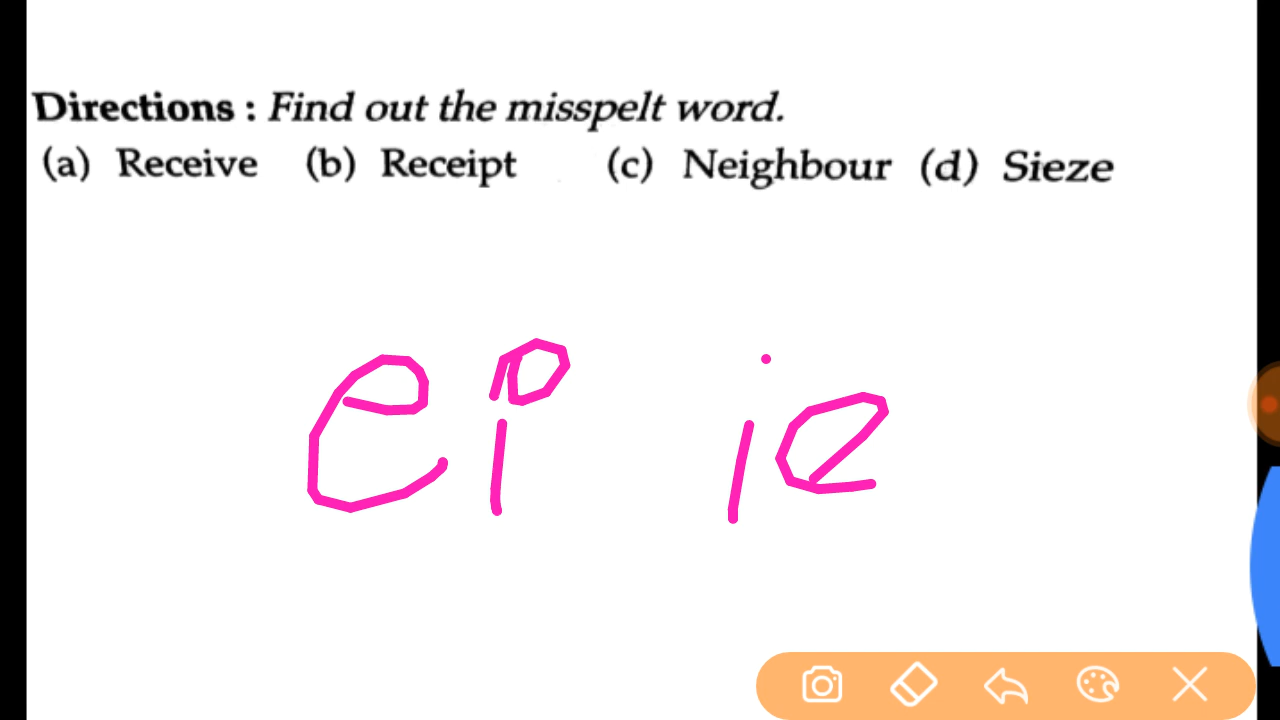 Directions : Find out the misspelt word.
(a) Receive (b) Receipt (c) Neighbour (d) Sieze
ei ie